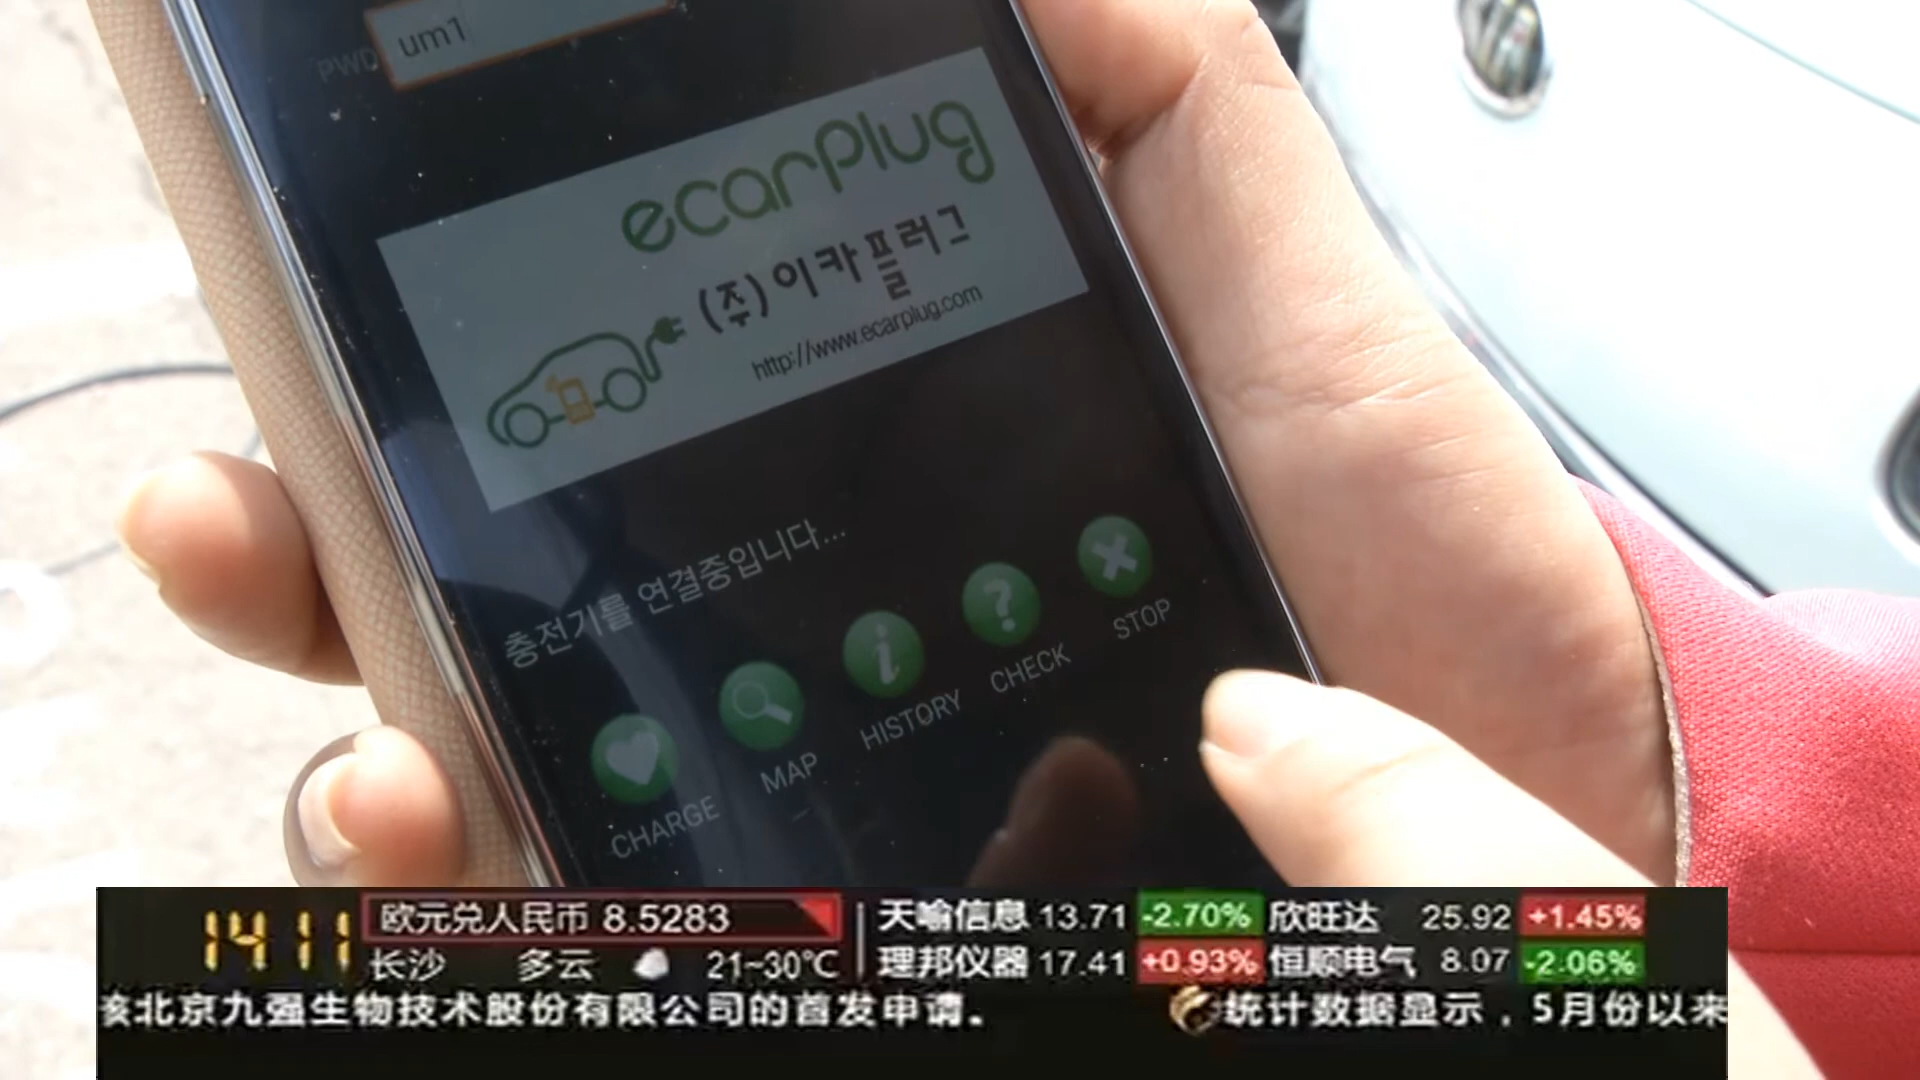 PWD
um1
ecarplug
(주)이카플러그
http://www.ecarplug.com
충전기를 연결중입니다...
CHARGE
MAP
HISTORY
CHECK
STOP
14 11
欧元兑人民币 8.5283
长沙 多云 21~30℃
天喻信息 13.71 -2.70% 欣旺达 25.92 +1.45%
理邦仪器 17.41 +0.93% 恒顺电气 8.07 -2.06%
核北京九强生物技术股份有限公司的首发申请。 统计数据显示，5月份以来